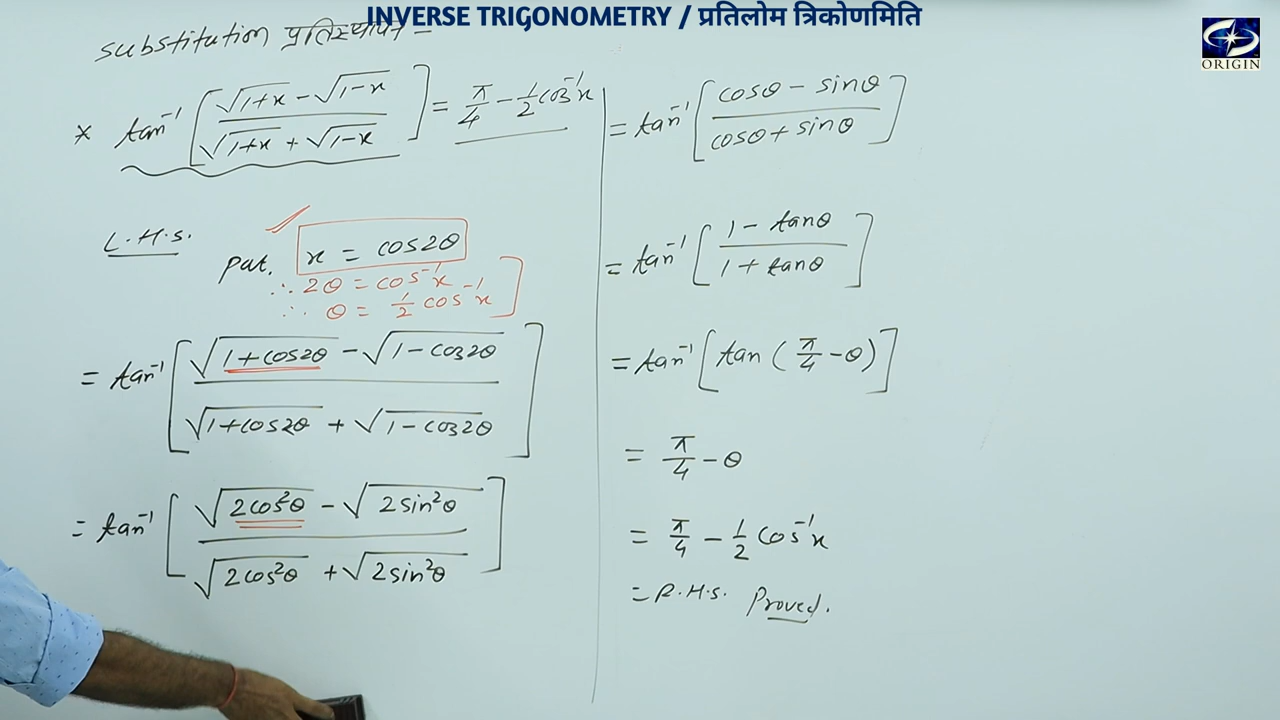 INVERSE TRIGONOMETRY / प्रतिलोम त्रिकोणमिति
ORIGIN
substitution प्रतिस्थापन =
* tan⁻¹ [ (√1+x − √1−x) / (√1+x + √1−x) ] = π/4 − 1/2 cos⁻¹x
L.H.S.
put. x = cos2θ
∴ 2θ = cos⁻¹x
∴ θ = 1/2 cos⁻¹x
= tan⁻¹ [ (√1+cos2θ − √1−cos2θ) / (√1+cos2θ + √1−cos2θ) ]
= tan⁻¹ [ (√2cos²θ − √2sin²θ) / (√2cos²θ + √2sin²θ) ]
= tan⁻¹ [ (cosθ − sinθ) / (cosθ + sinθ) ]
= tan⁻¹ [ (1 − tanθ) / (1 + tanθ) ]
= tan⁻¹ [ tan ( π/4 − θ ) ]
= π/4 − θ
= π/4 − 1/2 cos⁻¹x
= R.H.S. Proved.